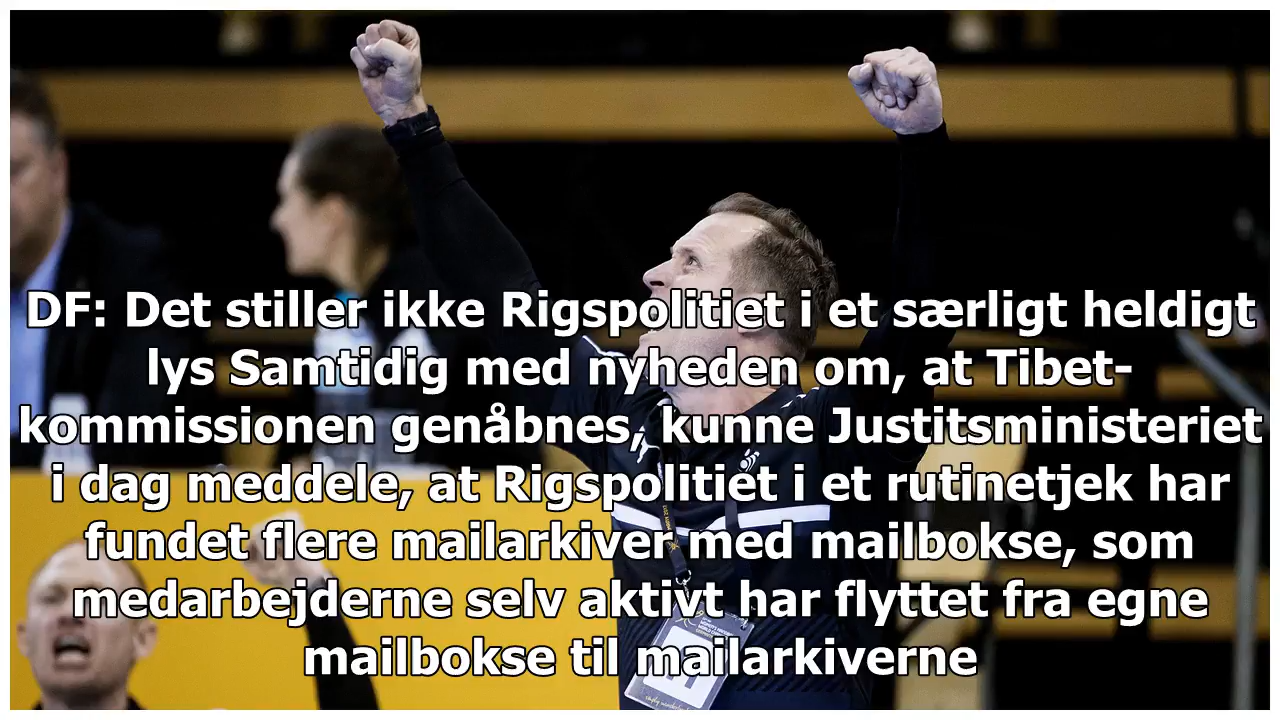 DF: Det stiller ikke Rigspolitiet i et særligt heldigt
lys Samtidig med nyheden om, at Tibet-
kommissionen genåbnes, kunne Justitsministeriet
i dag meddele, at Rigspolitiet i et rutinetjek har
fundet flere mailarkiver med mailbokse, som
medarbejderne selv aktivt har flyttet fra egne
mailbokse til mailarkiverne